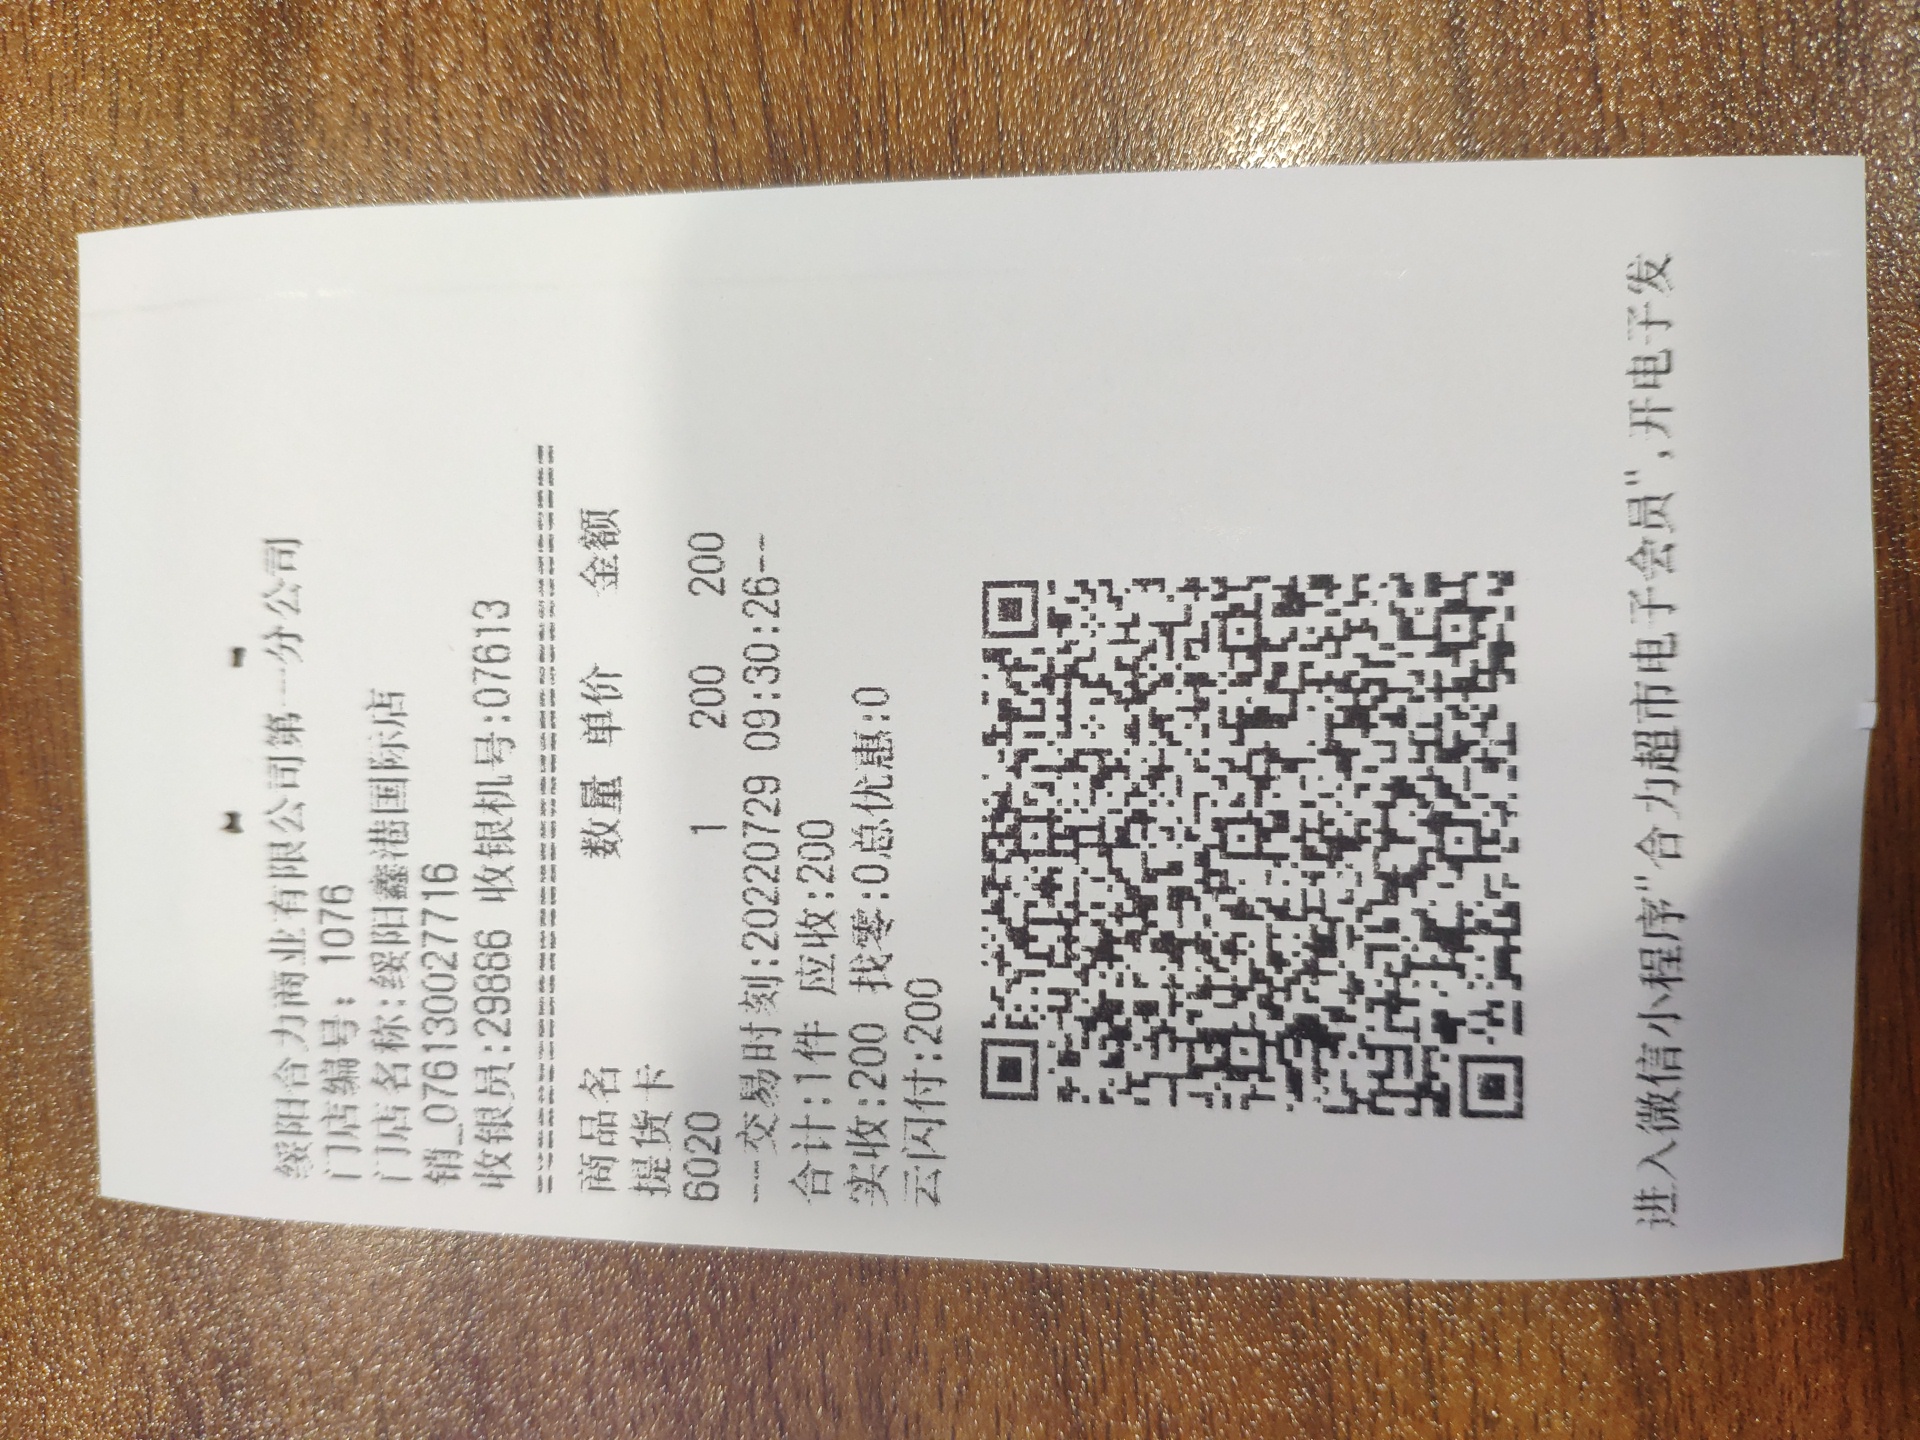 绥阳合力商业有限公司第一分公司
门店编号: 1076
门店名称:绥阳鑫港国际店
销_076130027716
收银员:29866 收银机号:07613
商品名 数量 单价 金额
提货卡
6020 1 200 200
--交易时刻:20220729 09:30:26--
合计:1件 应收:200
实收:200 找零:0总优惠:0
云闪付:200
进入微信小程序"合力超市电子会员",开电子发